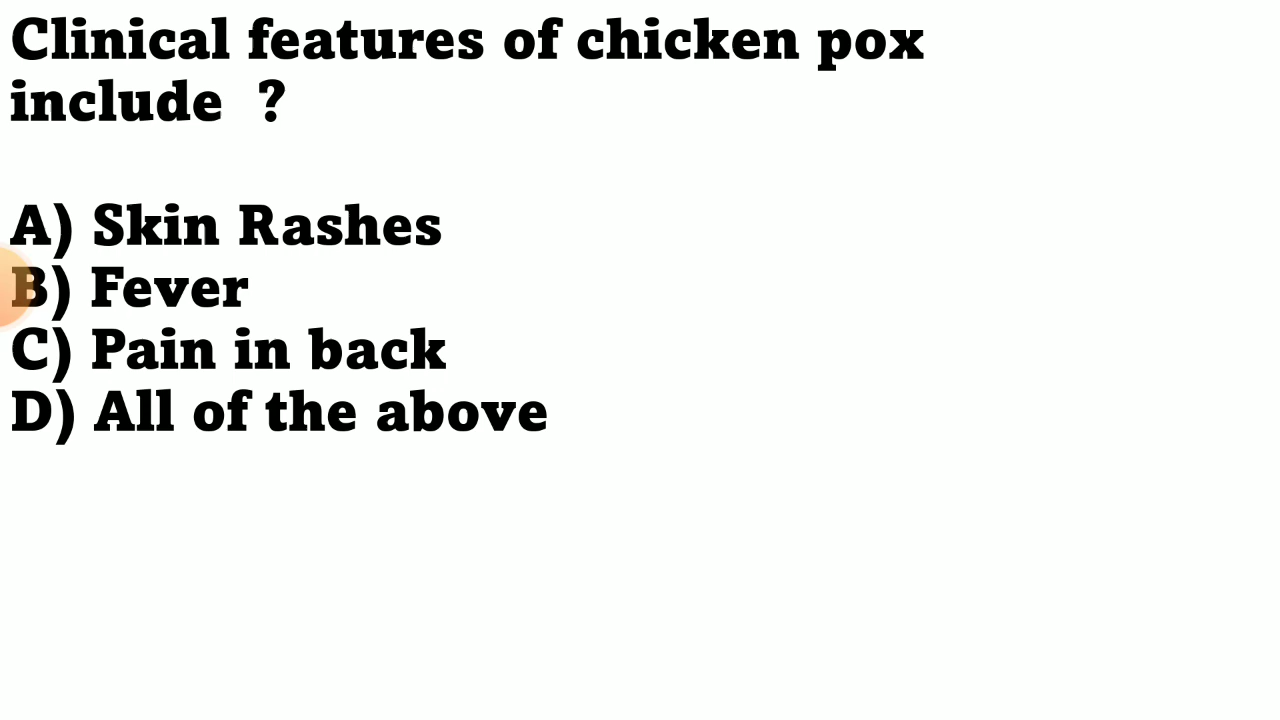 Clinical features of chicken pox
include ?
A) Skin Rashes
B) Fever
C) Pain in back
D) All of the above